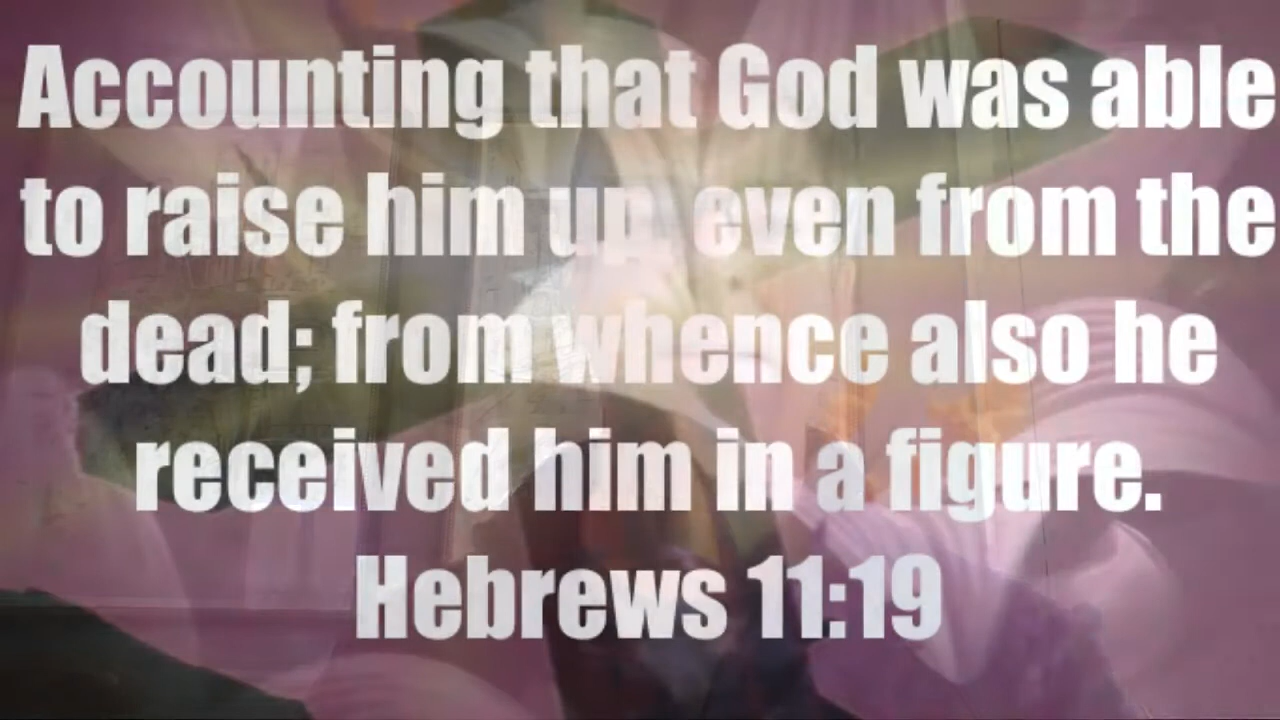 Accounting that God was able
to raise him up, even from the
dead; from whence also he
received him in a figure.
Hebrews 11:19